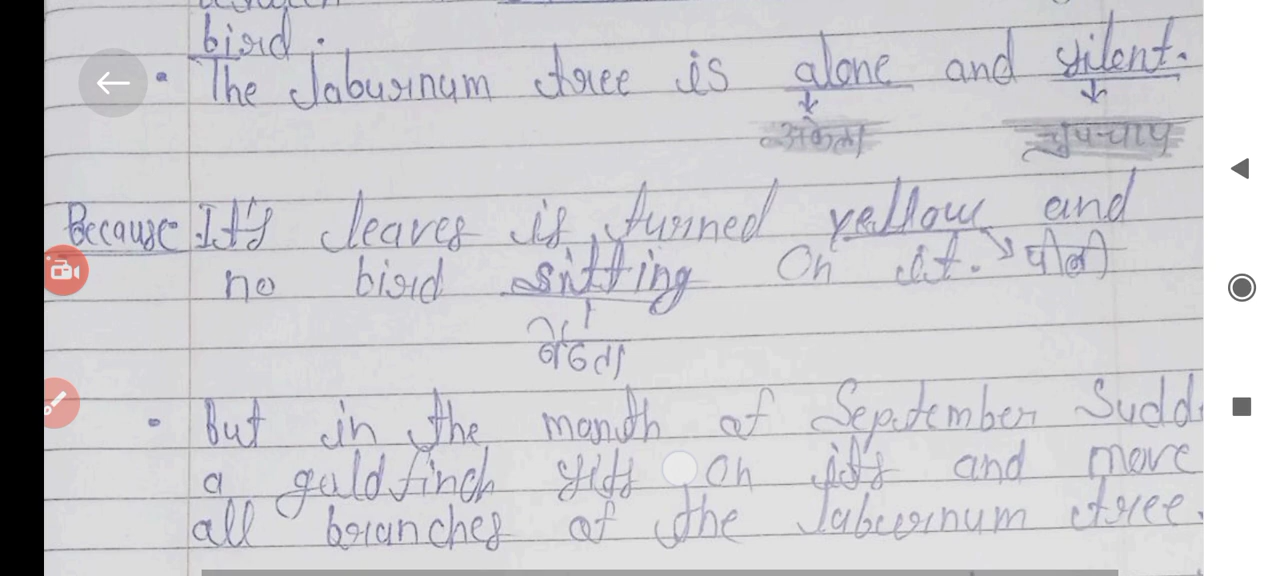 bird.
• The Laburnum tree is alone and silent.
अकेला चुपचाप
Because It's leaves is turned yellow and
no bird sitting on it. पीली
बैठता
• But in the month of September Sudd
a goldfinch sits on it's and move
all branches of the Laburnum tree.